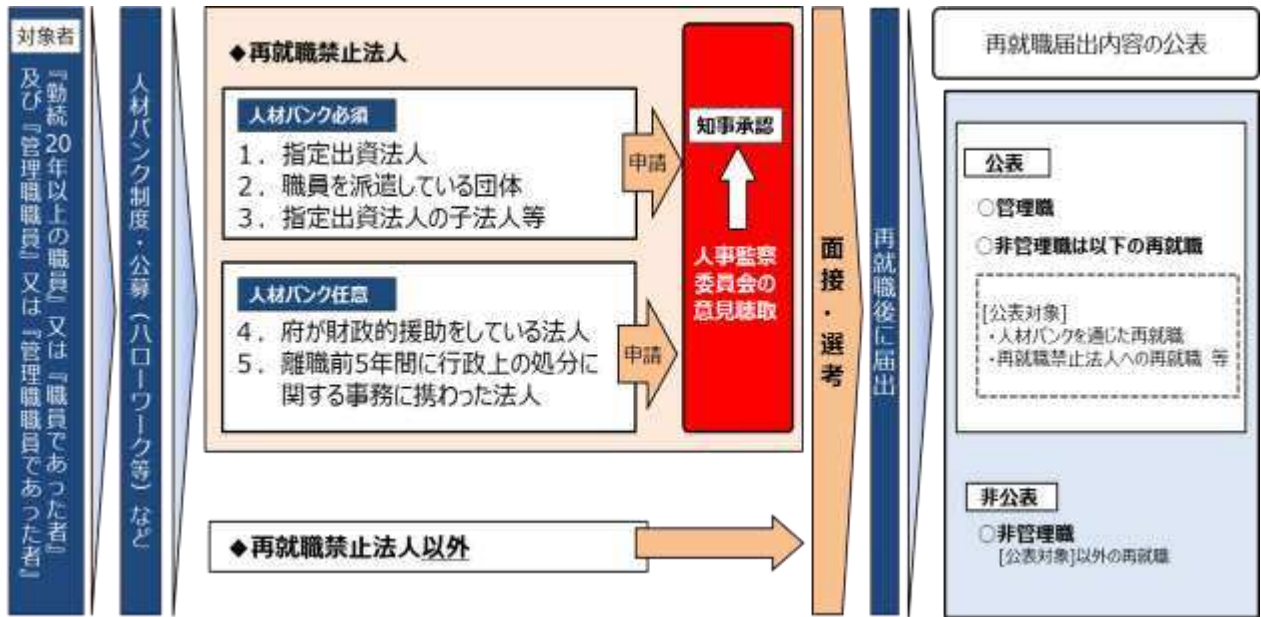 対象者
『勤続20年以上の職員』又は『職員であった者』
及び『管理職職員』又は『管理職職員であった者』
人材バンク制度・公募（ハローワーク等）など
◆再就職禁止法人
人材バンク必須
1．指定出資法人
2．職員を派遣している団体
3．指定出資法人の子法人等
申請
人材バンク任意
4．府が財政的援助をしている法人
5．離職前5年間に行政上の処分に
関する事務に携わった法人
申請
知事承認
人事監察
委員会の
意見聴取
◆再就職禁止法人以外
面接・選考
再就職後に届出
再就職届出内容の公表
公表
○管理職
○非管理職は以下の再就職
[公表対象]
・人材バンクを通じた再就職
・再就職禁止法人への再就職 等
非公表
○非管理職
[公表対象]以外の再就職